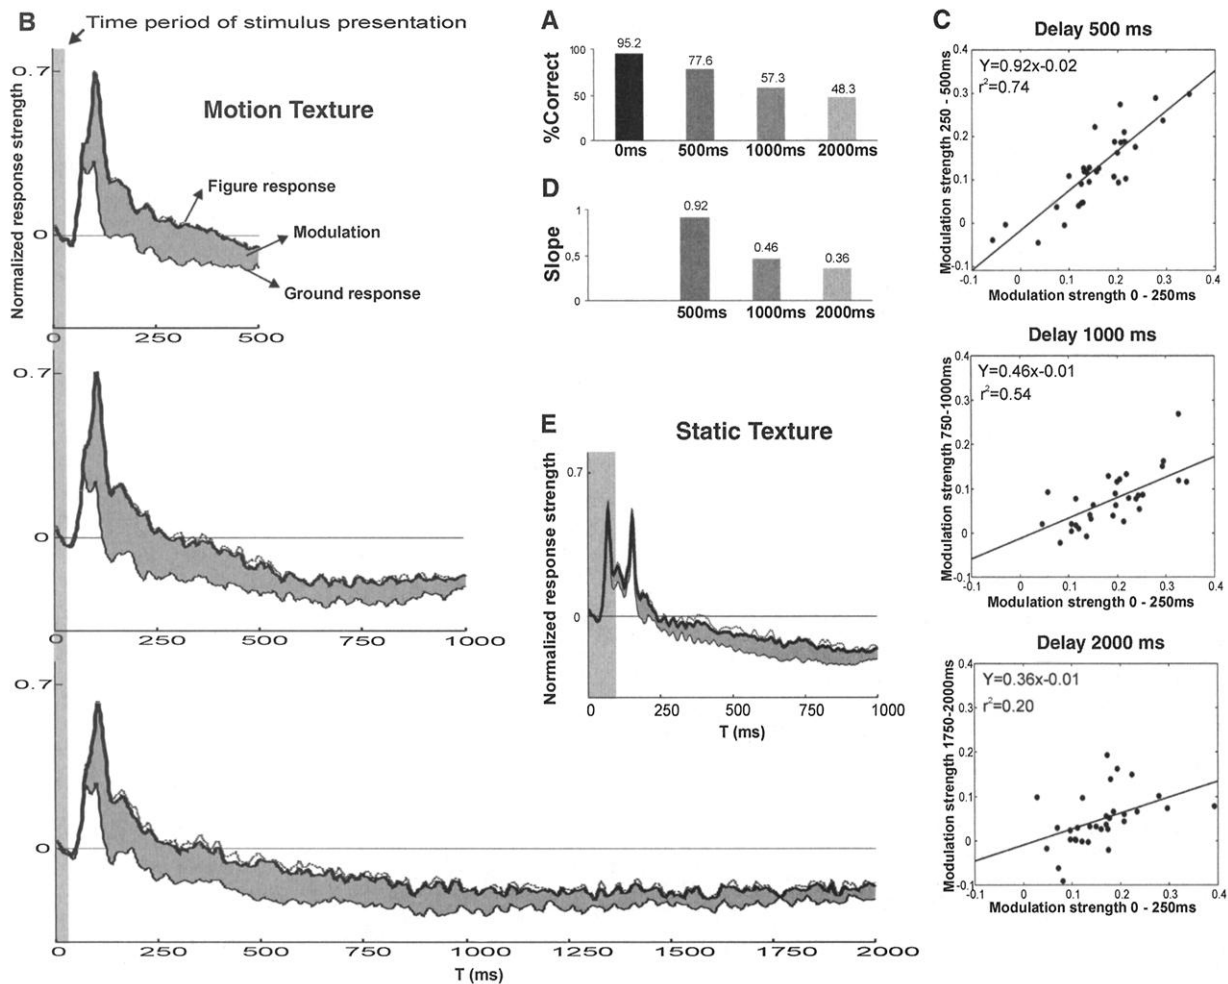 B
Time period of stimulus presentation
0.7
Motion Texture
Figure response
Modulation
Ground response
0
Normalized response strength
0 250 500
0.7
0
0 250 500 750 1000
0.7
0
0 250 500 750 1000 1250 1500 1750 2000
T (ms)
A
%Correct
100
50
0
95.2 77.6 57.3 48.3
0ms 500ms 1000ms 2000ms
D
Slope
1
0,5
0
0.92 0.46 0.36
500ms 1000ms 2000ms
E
Static Texture
Normalized response strength
0.7
0
0 250 500 750 1000
T (ms)
C
Delay 500 ms
Y=0.92x-0.02
r²=0.74
Modulation strength 250 - 500ms
0.4
0.3
0.2
0.1
0
-0.1
-0.1 0 0.1 0.2 0.3 0.4
Modulation strength 0 - 250ms
Delay 1000 ms
Y=0.46x-0.01
r²=0.54
Modulation strength 750-1000ms
0.4
0.3
0.2
0.1
0
-0.1
-0.1 0 0.1 0.2 0.3 0.4
Modulation strength 0 - 250ms
Delay 2000 ms
Y=0.36x-0.01
r²=0.20
Modulation strength 1750-2000ms
0.4
0.3
0.2
0.1
0
-0.1
-0.1 0 0.1 0.2 0.3 0.4
Modulation strength 0 - 250ms